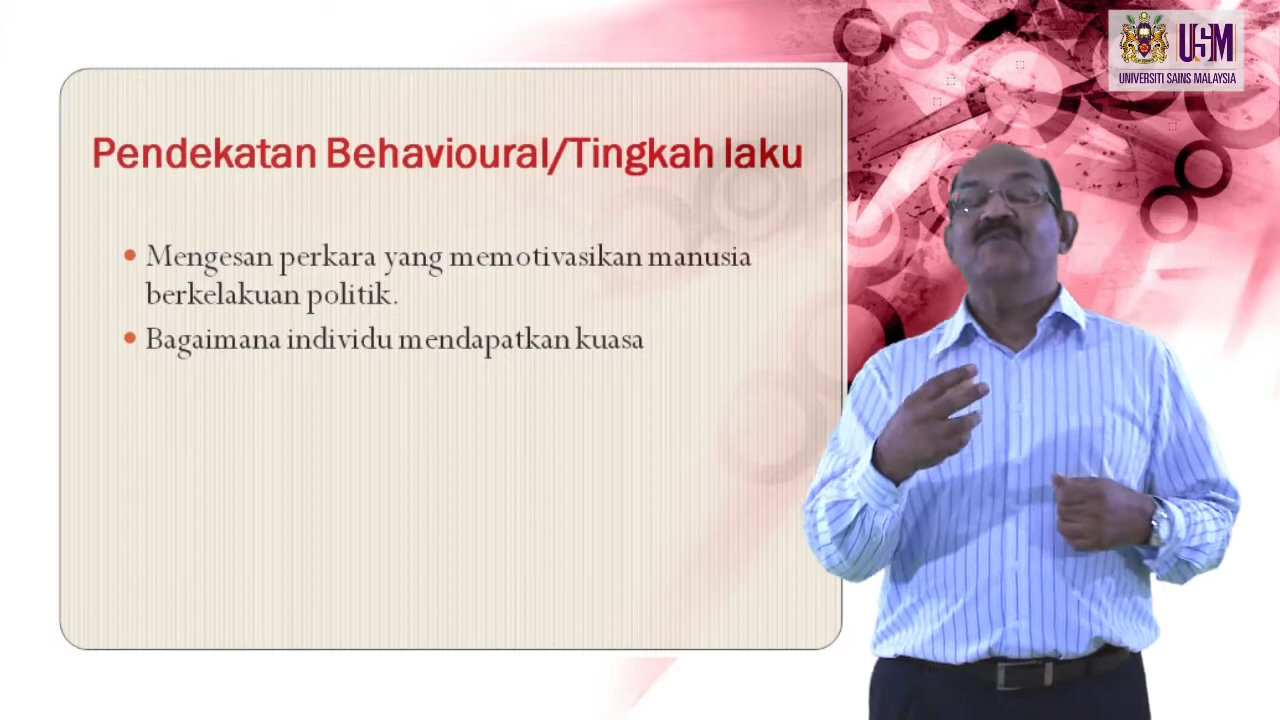 USM
UNIVERSITI SAINS MALAYSIA
Pendekatan Behavioural/Tingkah laku
• Mengesan perkara yang memotivasikan manusia
berkelakuan politik.
• Bagaimana individu mendapatkan kuasa